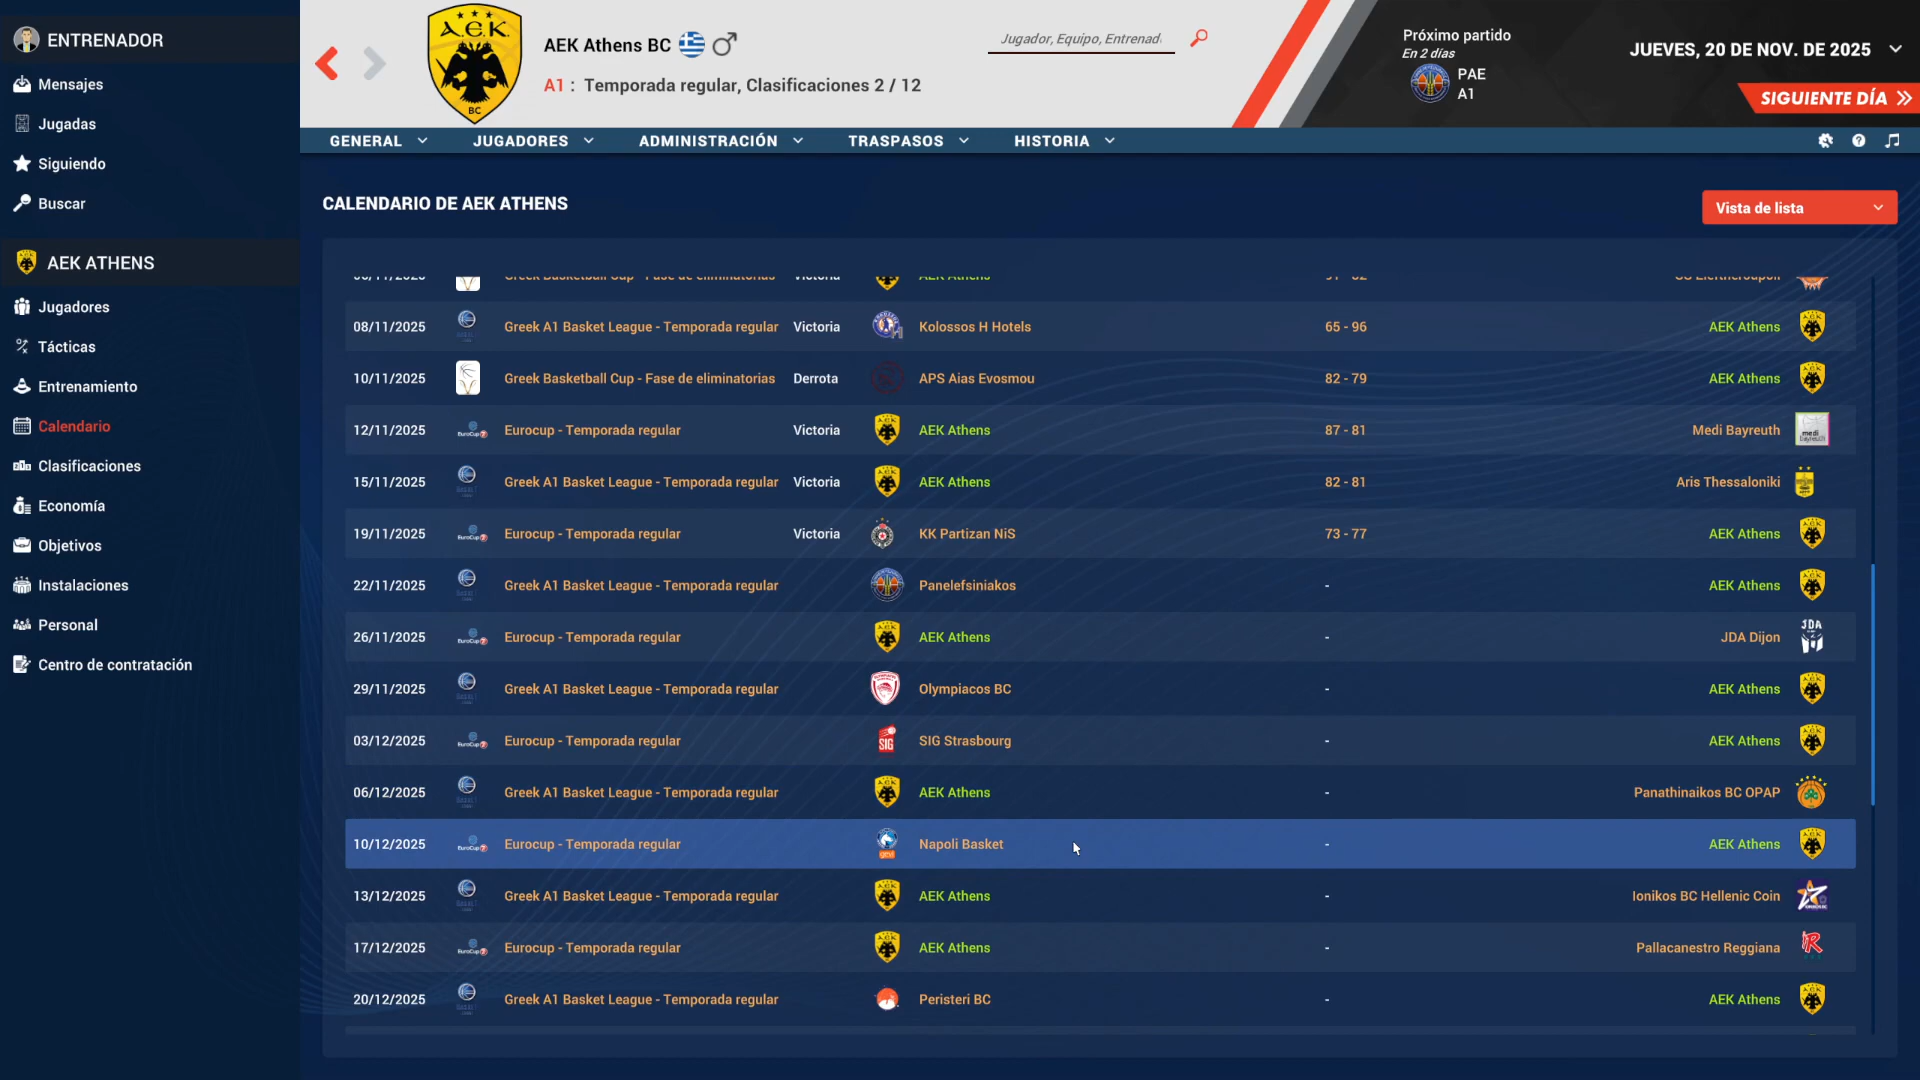 ENTRENADOR
Mensajes
Jugadas
Siguiendo
Buscar
AEK ATHENS
Jugadores
Tácticas
Entrenamiento
Calendario
Clasificaciones
Economía
Objetivos
Instalaciones
Personal
Centro de contratación
A.E.K.
BC
AEK Athens BC
A1 : Temporada regular, Clasificaciones 2 / 12
Jugador, Equipo, Entrenad
Próximo partido
En 2 días
PAE
A1
JUEVES, 20 DE NOV. DE 2025
SIGUIENTE DÍA
GENERAL JUGADORES ADMINISTRACIÓN TRASPASOS HISTORIA
CALENDARIO DE AEK ATHENS
Vista de lista
Greek Basketball Cup - Fase de eliminatorias Victoria AEK Athens
08/11/2025 Greek A1 Basket League - Temporada regular Victoria Kolossos H Hotels 65 - 96 AEK Athens
10/11/2025 Greek Basketball Cup - Fase de eliminatorias Derrota APS Aias Evosmou 82 - 79 AEK Athens
12/11/2025 Eurocup - Temporada regular Victoria AEK Athens 87 - 81 Medi Bayreuth
15/11/2025 Greek A1 Basket League - Temporada regular Victoria AEK Athens 82 - 81 Aris Thessaloniki
19/11/2025 Eurocup - Temporada regular Victoria KK Partizan NiS 73 - 77 AEK Athens
22/11/2025 Greek A1 Basket League - Temporada regular Panelefsiniakos - AEK Athens
26/11/2025 Eurocup - Temporada regular AEK Athens - JDA Dijon
29/11/2025 Greek A1 Basket League - Temporada regular Olympiacos BC - AEK Athens
03/12/2025 Eurocup - Temporada regular SIG Strasbourg - AEK Athens
06/12/2025 Greek A1 Basket League - Temporada regular AEK Athens - Panathinaikos BC OPAP
10/12/2025 Eurocup - Temporada regular Napoli Basket - AEK Athens
13/12/2025 Greek A1 Basket League - Temporada regular AEK Athens - Ionikos BC Hellenic Coin
17/12/2025 Eurocup - Temporada regular AEK Athens - Pallacanestro Reggiana
20/12/2025 Greek A1 Basket League - Temporada regular Peristeri BC - AEK Athens